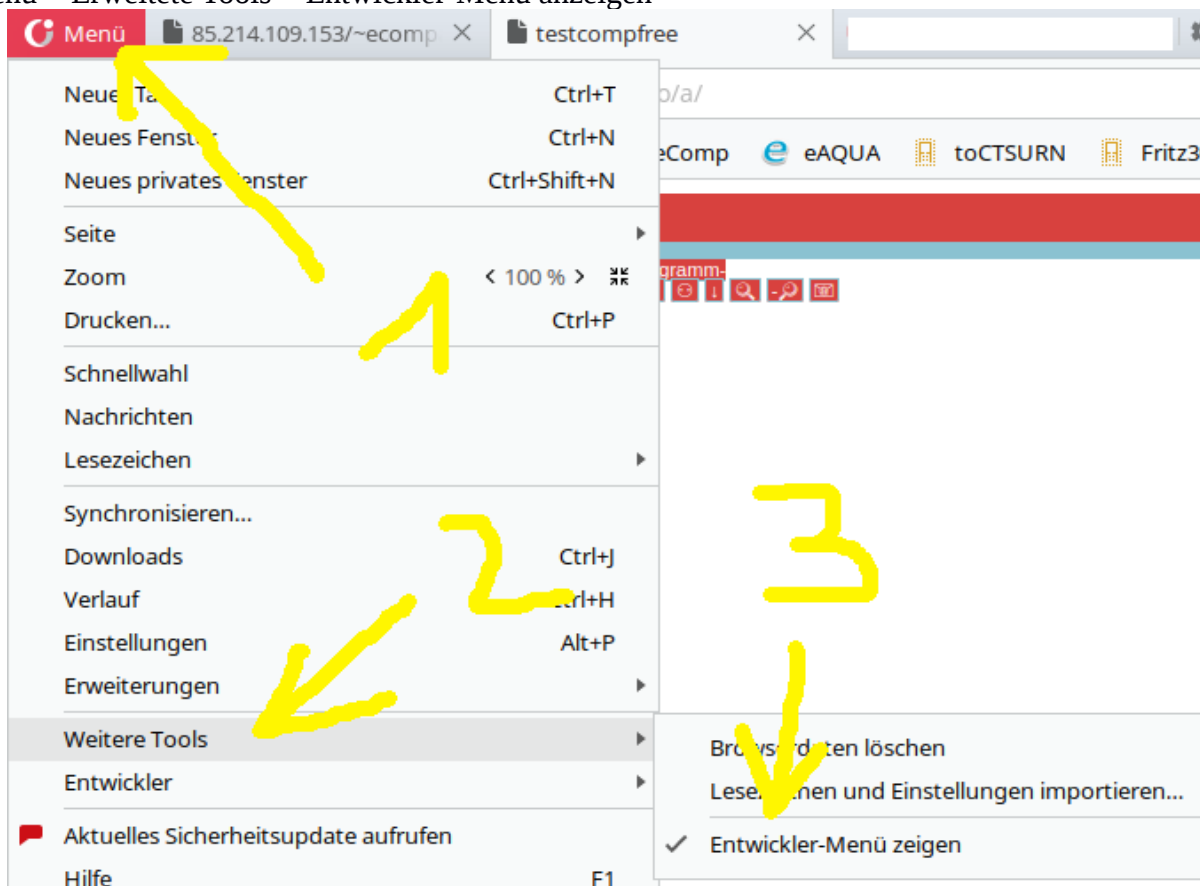 Menü 85.214.109.153/~ecomp testcompfree
Neuer Ta Ctrl+T
o/a/
Neues Fenster Ctrl+N
eComp eAQUA toCTSURN Fritz3
Neues privates Fenster Ctrl+Shift+N
Seite
Zoom 100 %
gramm-
Drucken... Ctrl+P
1
Schnellwahl
Nachrichten
Lesezeichen
Synchronisieren...
2
3
Downloads Ctrl+J
Verlauf Ctrl+H
Einstellungen Alt+P
Erweiterungen
Weitere Tools
Browserdaten löschen
Entwickler
Lesezeichen und Einstellungen importieren...
Aktuelles Sicherheitsupdate aufrufen
Entwickler-Menü zeigen
Hilfe F1